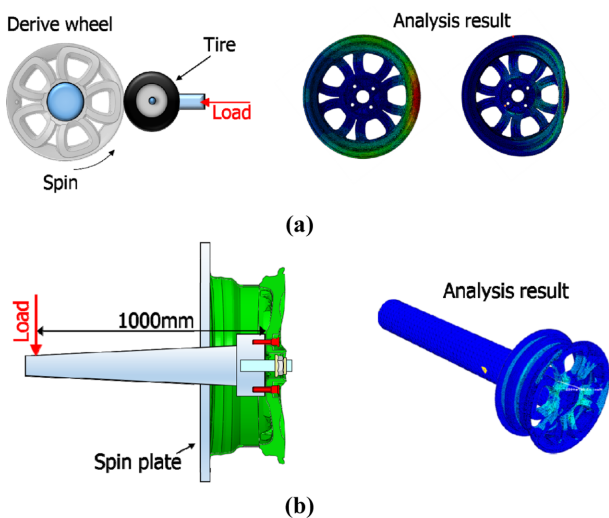 Derive wheel
Tire
Load
Spin
Analysis result
(a)
Load
1000mm
Spin plate
Analysis result
(b)